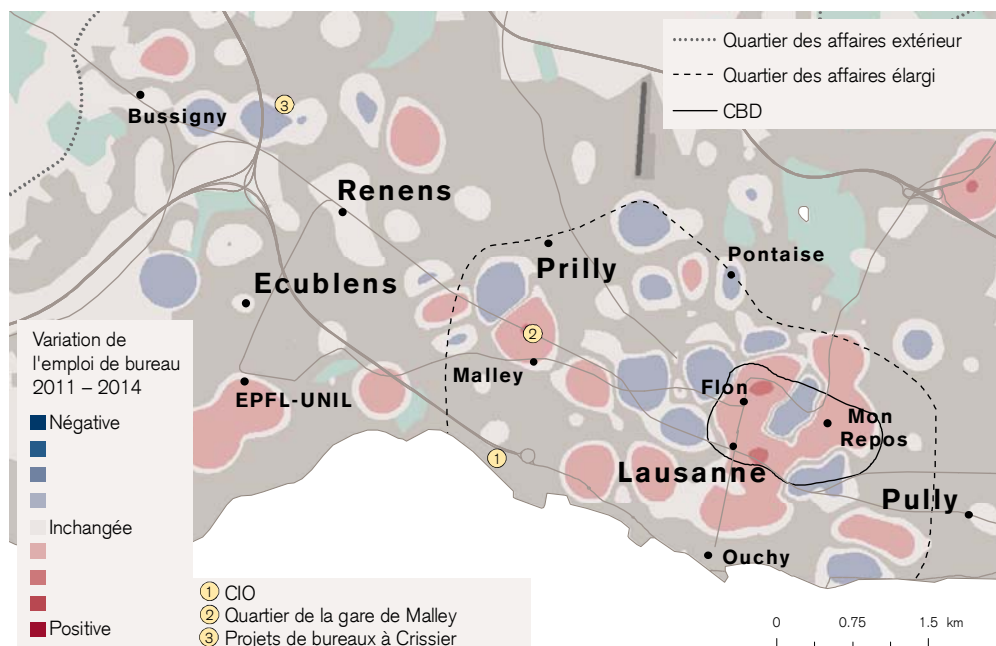 Quartier des affaires extérieur
Quartier des affaires élargi
CBD
Bussigny
3
Renens
Prilly
Pontaise
Ecublens
2
Malley
Flon
EPFL-UNIL
Mon
Repos
1
Lausanne
Pully
Ouchy
Variation de
l'emploi de bureau
2011 – 2014
Négative
Inchangée
Positive
1 CIO
2 Quartier de la gare de Malley
3 Projets de bureaux à Crissier
0 0.75 1.5 km